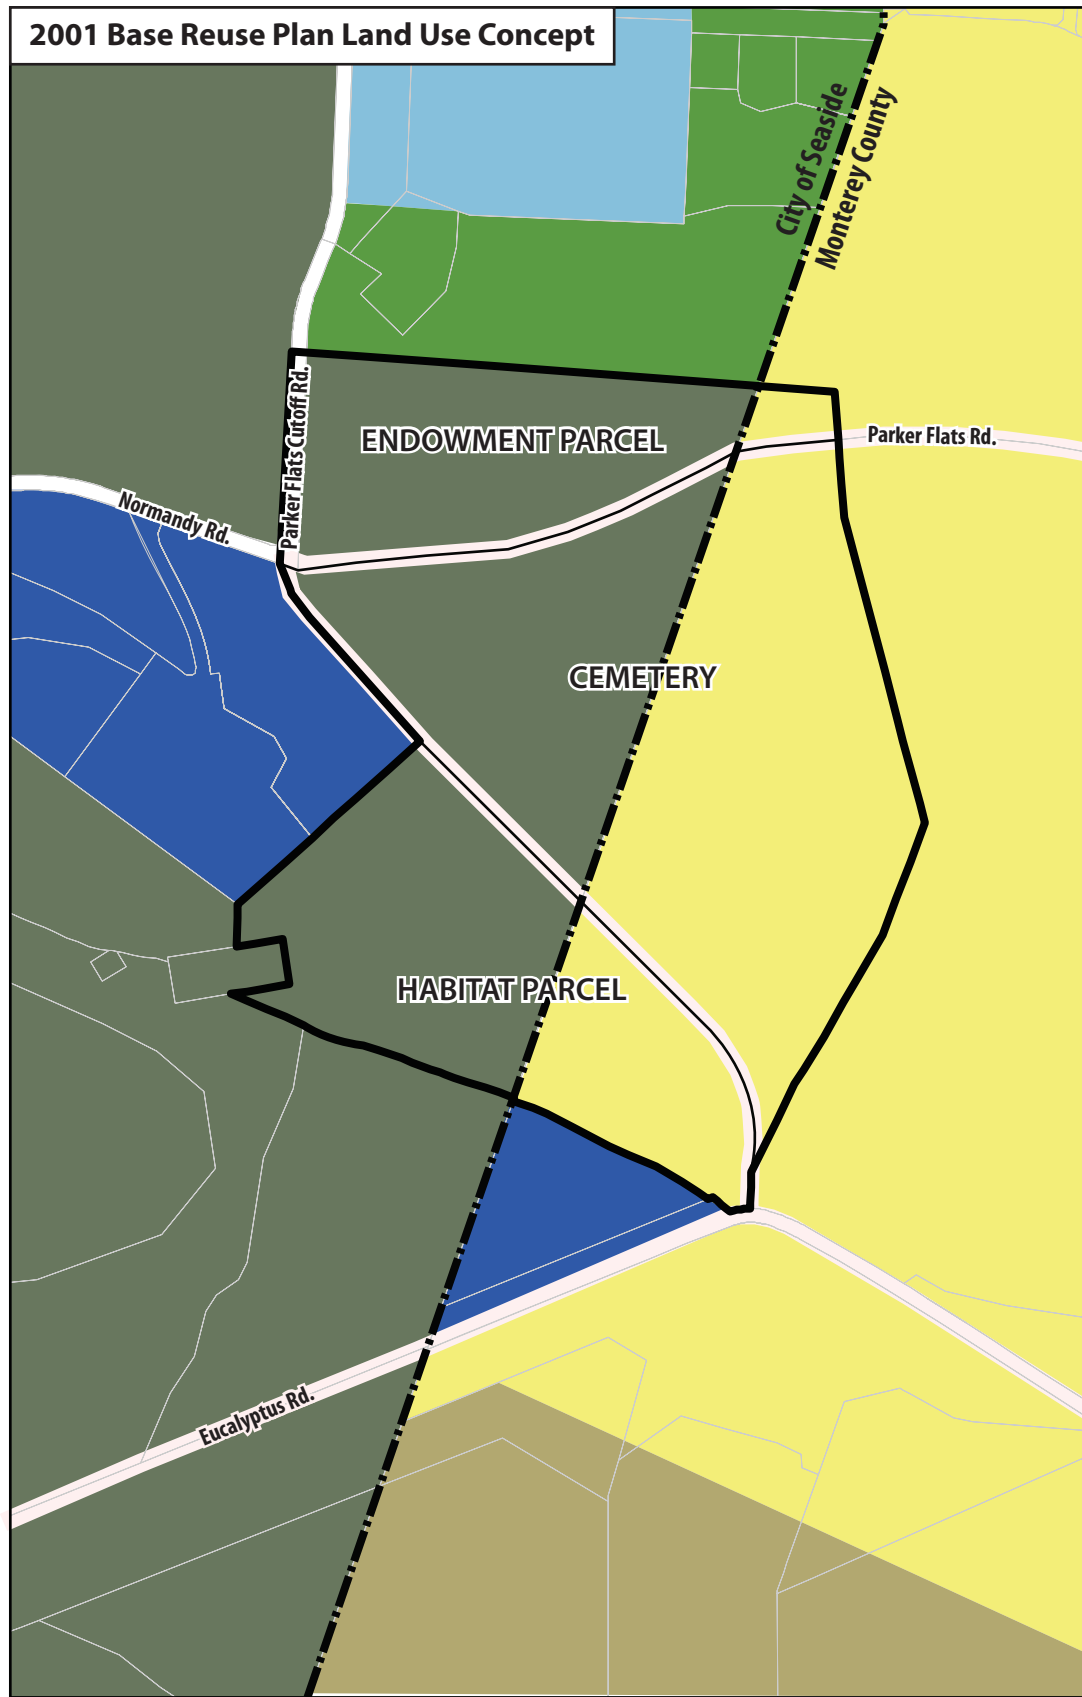 2001 Base Reuse Plan Land Use Concept
City of Seaside
Monterey County
Parker Flats Cutoff Rd.
ENDOWMENT PARCEL
Parker Flats Rd.
Normandy Rd.
CEMETERY
HABITAT PARCEL
Eucalyptus Rd.